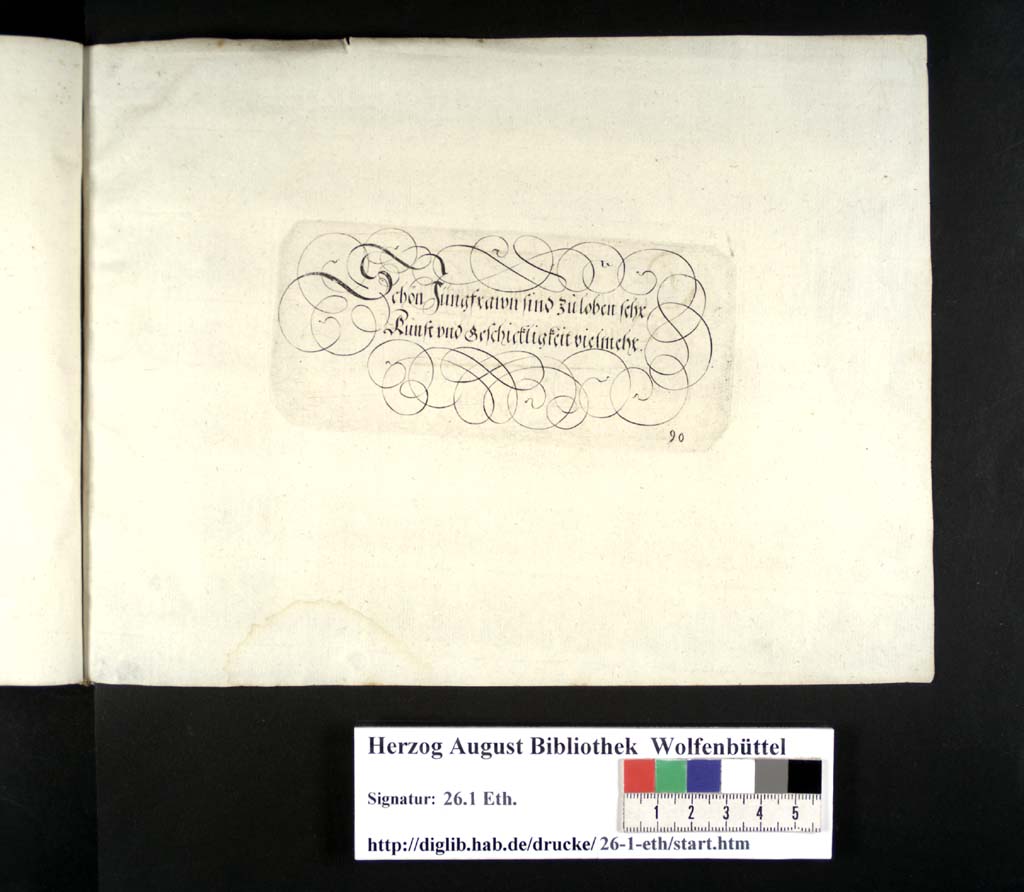 Schön Jungfrawn sind zu loben sehr
Kunst vnd Geschickligkeit vielmehr.
90
Herzog August Bibliothek Wolfenbüttel
Signatur: 26.1 Eth.
1 2 3 4 5
http://diglib.hab.de/drucke/ 26-1-eth/start.htm